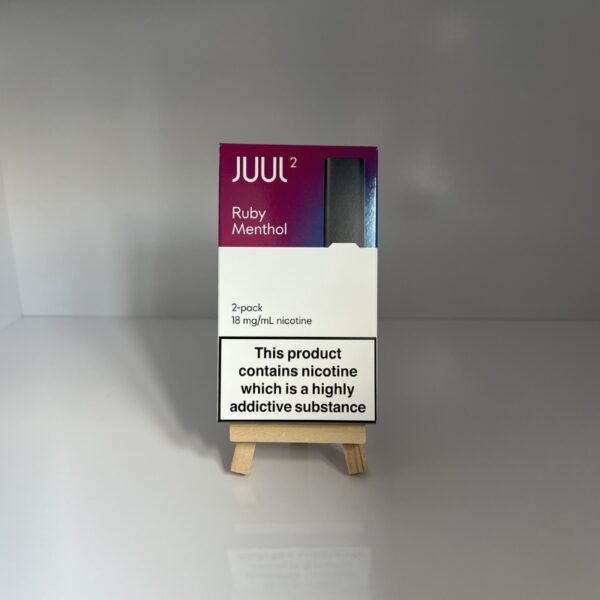 JUUL2
Ruby
Menthol
2-pack
18 mg/mL nicotine
This product
contains nicotine
which is a highly
addictive substance